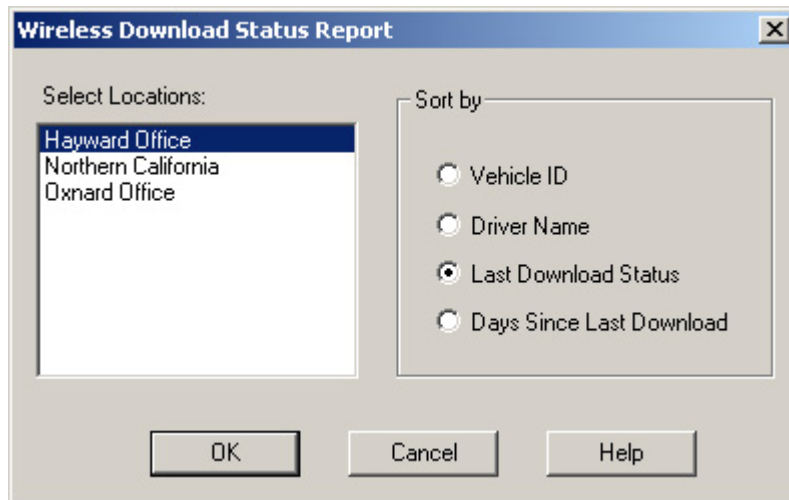 Wireless Download Status Report
Select Locations:
Hayward Office
Northern California
Oxnard Office
Sort by
Vehicle ID
Driver Name
Last Download Status
Days Since Last Download
OK
Cancel
Help